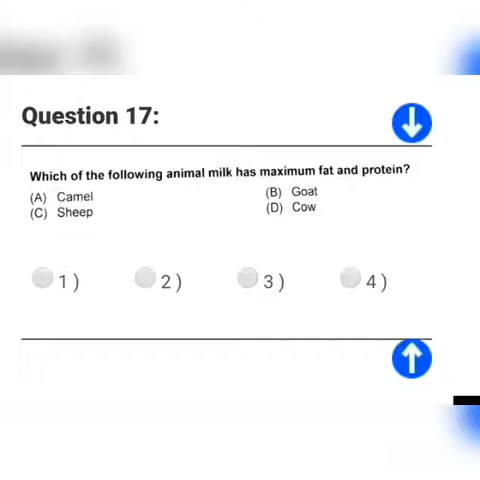 Question 17:
Which of the following animal milk has maximum fat and protein?
(A) Camel
(B) Goat
(C) Sheep
(D) Cow
1 )
2 )
3 )
4 )